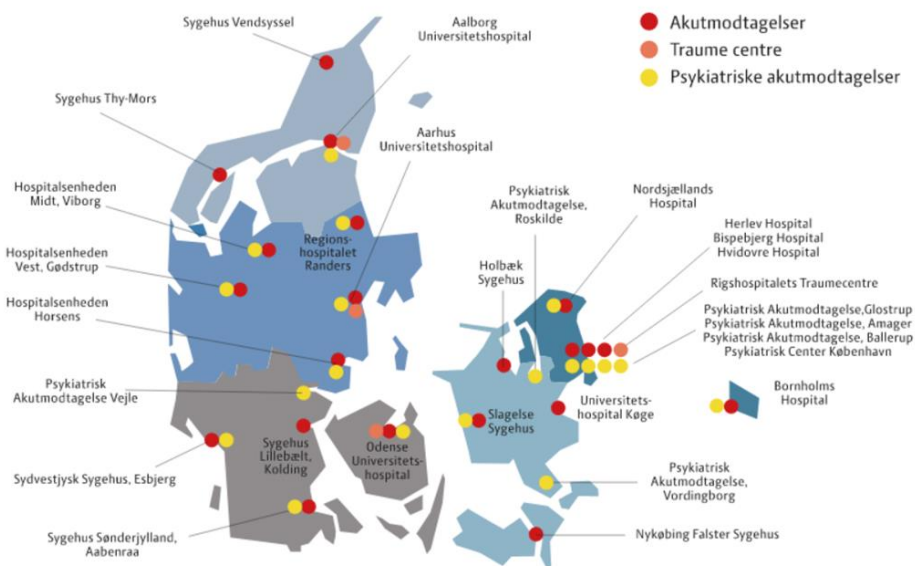 Akutmodtagelser
Traume centre
Psykiatriske akutmodtagelser
Sygehus Vendsyssel
Aalborg
Universitetshospital
Sygehus Thy-Mors
Aarhus
Universitetshospital
Hospitalsenheden
Midt, Viborg
Regions-
hospitalet
Randers
Hospitalsenheden
Vest, Gødstrup
Hospitalsenheden
Horsens
Psykiatrisk
Akutmodtagelse Vejle
Sygehus
Lillebælt,
Kolding
Odense
Universitets-
hospital
Sydvestjysk Sygehus, Esbjerg
Sygehus Sønderjylland,
Aabenraa
Psykiatrisk
Akutmodtagelse,
Roskilde
Holbæk
Sygehus
Nordsjællands
Hospital
Herlev Hospital
Bispebjerg Hospital
Hvidovre Hospital
Rigshospitalets Traumecentre
Psykiatrisk Akutmodtagelse,Glostrup
Psykiatrisk Akutmodtagelse, Amager
Psykiatrisk Akutmodtagelse, Ballerup
Psykiatrisk Center København
Universitets-
hospital Køge
Bornholms
Hospital
Slagelse
Sygehus
Psykiatrisk
Akutmodtagelse,
Vordingborg
Nykøbing Falster Sygehus